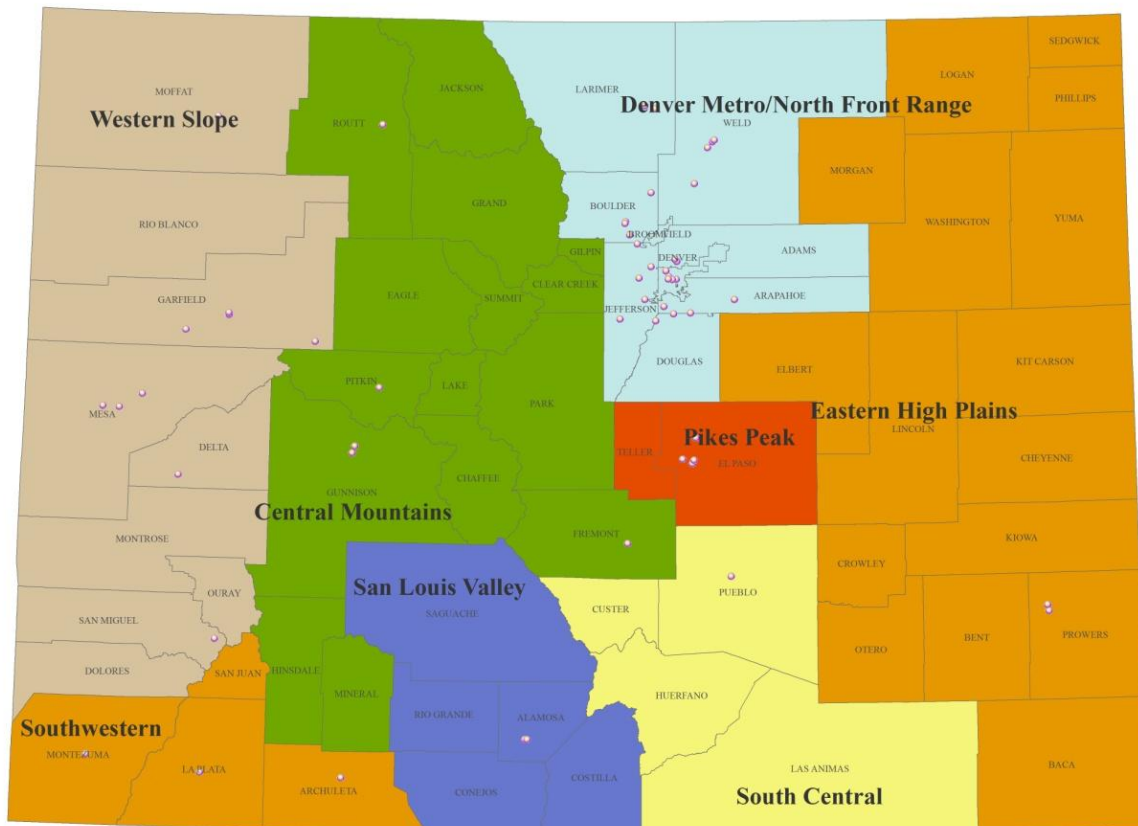 SEDGWICK
LOGAN
JACKSON
LARIMER
MOFFAT
PHILLIPS
Western Slope
Denver Metro/North Front Range
ROUTT
WELD
MORGAN
GRAND
BOULDER
RIO BLANCO
WASHINGTON
YUMA
BROOMFIELD
GILPIN
ADAMS
DENVER
CLEAR CREEK
EAGLE
SUMMIT
ARAPAHOE
GARFIELD
JEFFERSON
DOUGLAS
ELBERT
KIT CARSON
PITKIN
LAKE
PARK
MESA
Eastern High Plains
LINCOLN
Pikes Peak
DELTA
TELLER
EL PASO
CHEYENNE
CHAFFEE
GUNNISON
Central Mountains
FREMONT
MONTROSE
KIOWA
CROWLEY
San Louis Valley
PUEBLO
OURAY
SAGUACHE
CUSTER
SAN MIGUEL
PROWERS
BENT
OTERO
DOLORES
SAN JUAN
HINSDALE
MINERAL
HUERFANO
RIO GRANDE
ALAMOSA
Southwestern
MONTEZUMA
LA PLATA
BACA
LAS ANIMAS
COSTILLA
ARCHULETA
CONEJOS
South Central